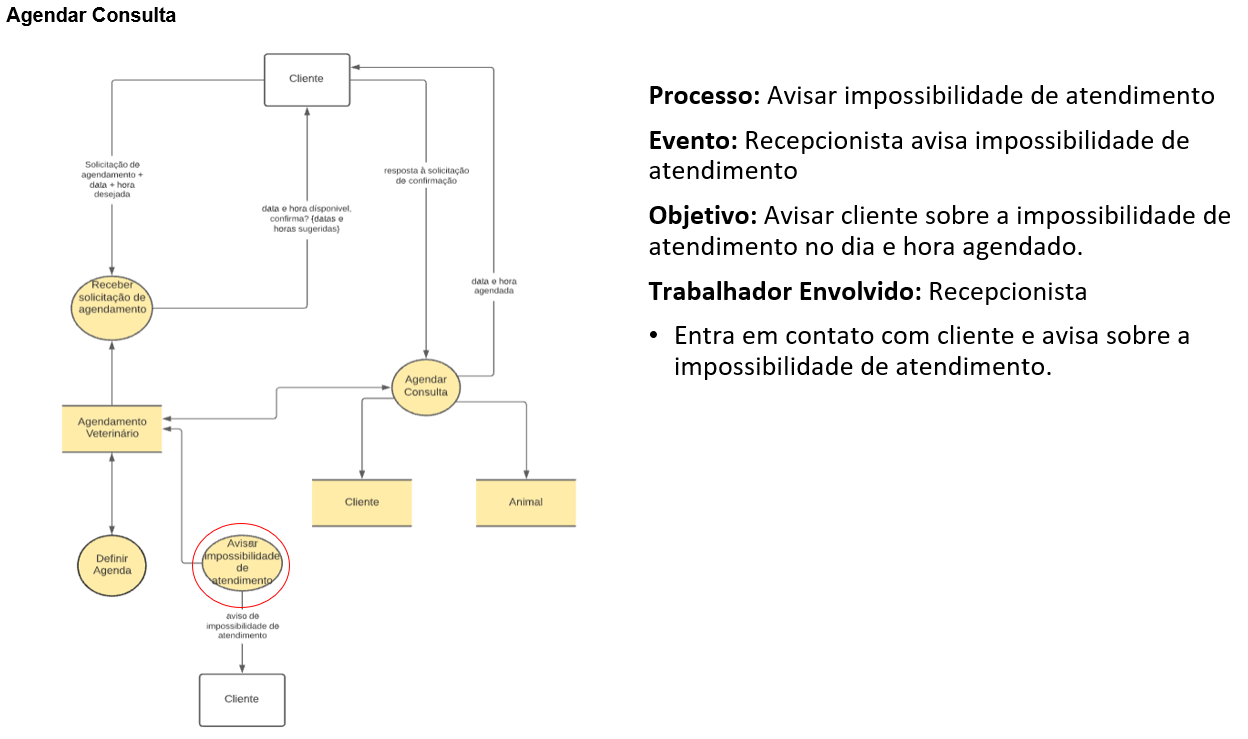 Agendar Consulta
Cliente
Solicitação de
agendamento +
data + hora
desejada
resposta à solicitação
de confirmação
data e hora disponivel,
confirma? {datas e
horas sugeridas}
data e hora
agendada
Receber
solicitação de
agendamento
Agendar
Consulta
Agendamento
Veterinário
Cliente
Animal
Definir
Agenda
Avisar
impossibilidade
de
atendimento
aviso de
impossibilidade de
atendimento
Cliente
Processo: Avisar impossibilidade de atendimento
Evento: Recepcionista avisa impossibilidade de
atendimento
Objetivo: Avisar cliente sobre a impossibilidade de
atendimento no dia e hora agendado.
Trabalhador Envolvido: Recepcionista
• Entra em contato com cliente e avisa sobre a
impossibilidade de atendimento.